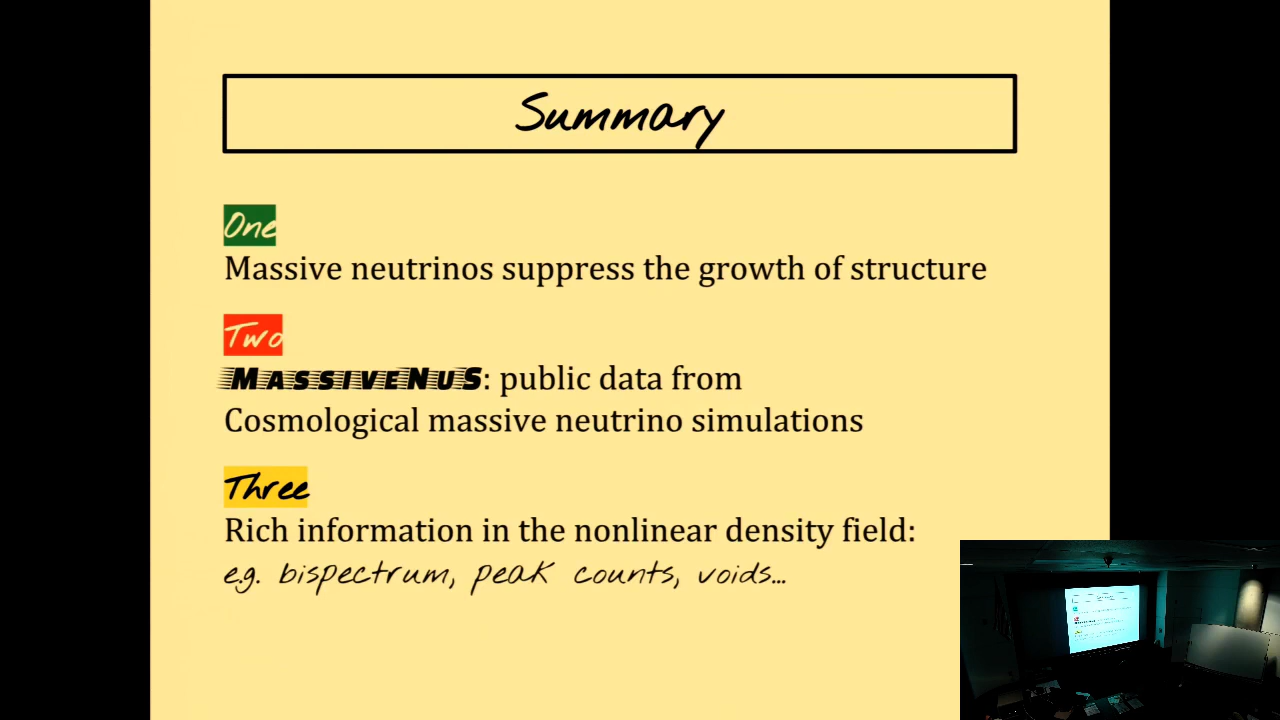 Summary
One
Massive neutrinos suppress the growth of structure
Two
MassiveNuS: public data from
Cosmological massive neutrino simulations
Three
Rich information in the nonlinear density field:
e.g. bispectrum, peak counts, voids...